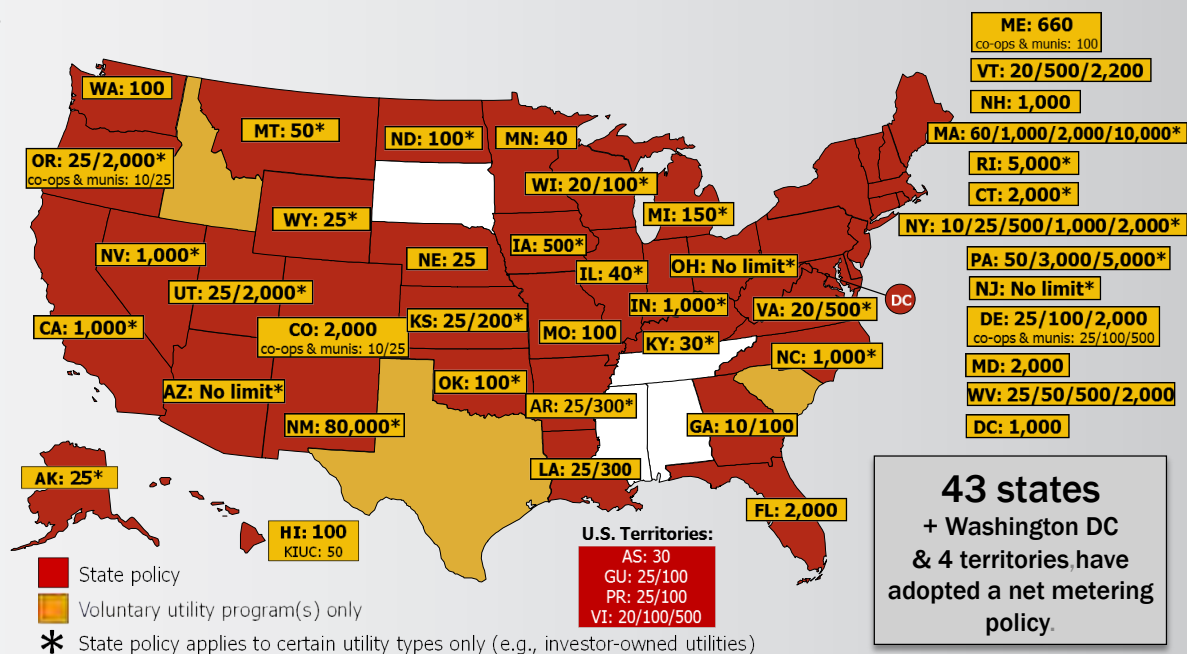 WA: 100
OR: 25/2,000*
co-ops & munis: 10/25
MT: 50*
ND: 100*
MN: 40
WI: 20/100*
MI: 150*
WY: 25*
NV: 1,000*
UT: 25/2,000*
NE: 25
IA: 500*
IL: 40*
OH: No limit*
IN: 1,000*
CA: 1,000*
CO: 2,000
co-ops & munis: 10/25
KS: 25/200*
MO: 100
KY: 30*
VA: 20/500*
DC
NC: 1,000*
AZ: No limit*
NM: 80,000*
OK: 100*
AR: 25/300*
GA: 10/100
LA: 25/300
FL: 2,000
AK: 25*
HI: 100
KIUC: 50
ME: 660
co-ops & munis: 100
VT: 20/500/2,200
NH: 1,000
MA: 60/1,000/2,000/10,000*
RI: 5,000*
CT: 2,000*
NY: 10/25/500/1,000/2,000*
PA: 50/3,000/5,000*
NJ: No limit*
DE: 25/100/2,000
co-ops & munis: 25/100/500
MD: 2,000
WV: 25/50/500/2,000
DC: 1,000
U.S. Territories:
AS: 30
GU: 25/100
PR: 25/100
VI: 20/100/500
43 states
+ Washington DC
& 4 territories,have
adopted a net metering
policy.
State policy
Voluntary utility program(s) only
* State policy applies to certain utility types only (e.g., investor-owned utilities)